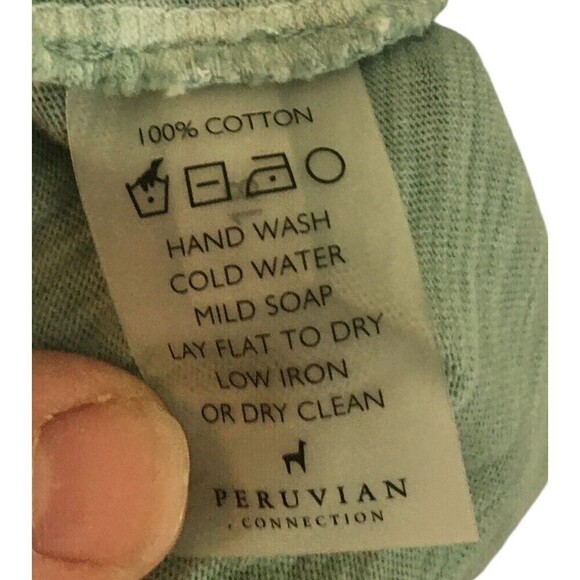 100% COTTON
HAND WASH
COLD WATER
MILD SOAP
LAY FLAT TO DRY
LOW IRON
OR DRY CLEAN
PERUVIAN
CONNECTION